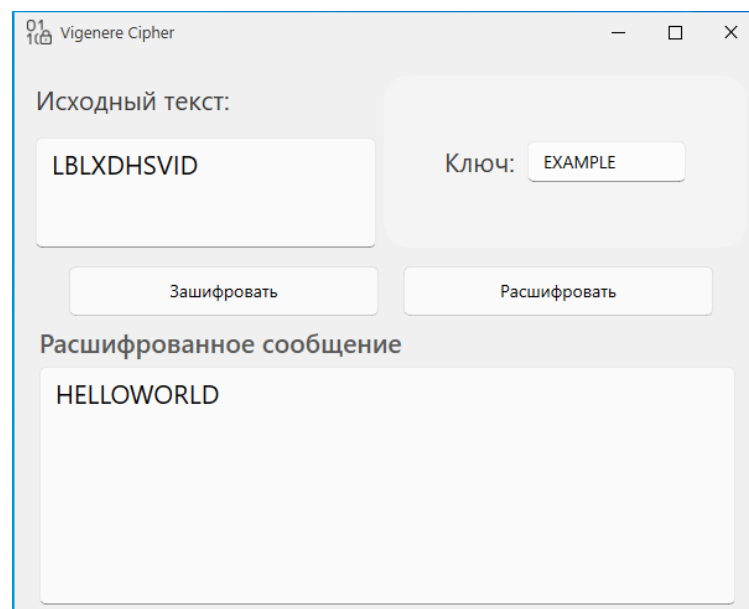 Vigenere Cipher
Исходный текст:
LBLXDHSVID
Ключ: EXAMPLE
Зашифровать
Расшифровать
Расшифрованное сообщение
HELLOWORLD